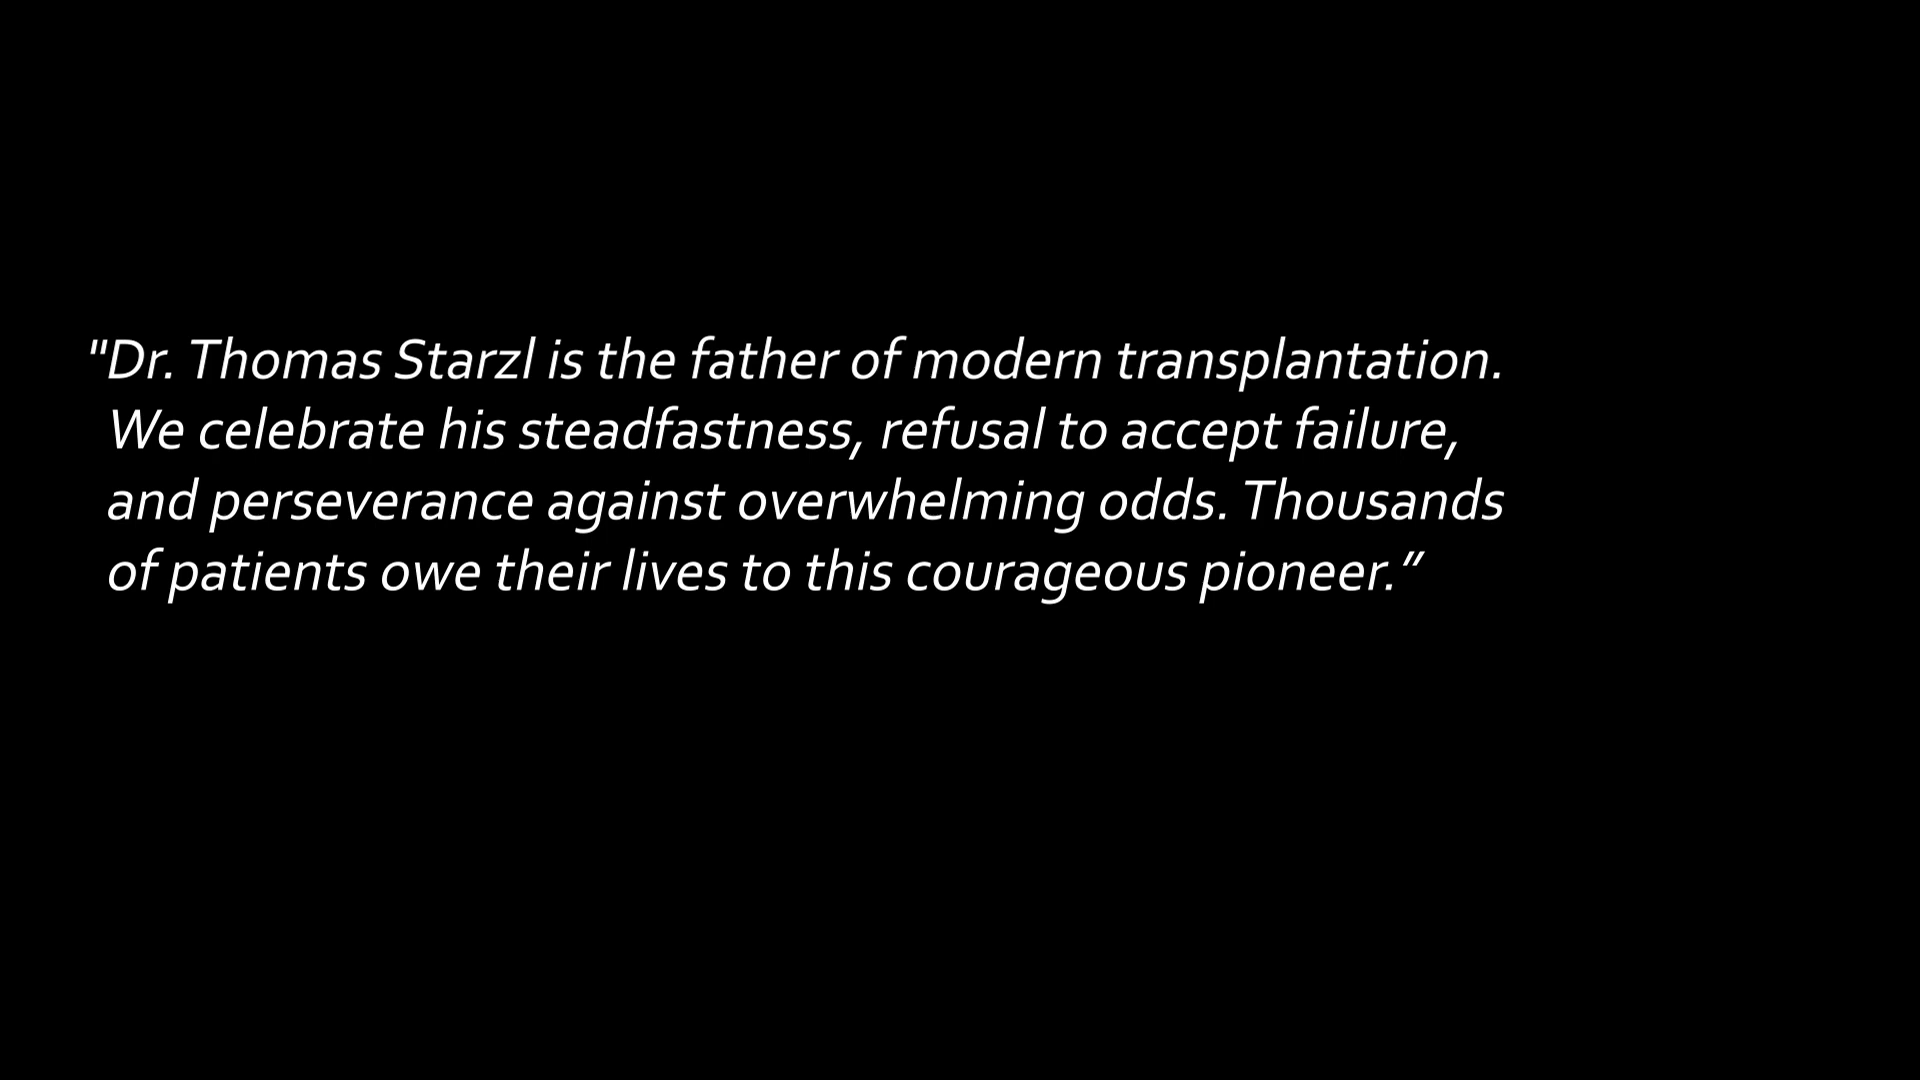 "Dr. Thomas Starzl is the father of modern transplantation.
We celebrate his steadfastness, refusal to accept failure,
and perseverance against overwhelming odds. Thousands
of patients owe their lives to this courageous pioneer.”